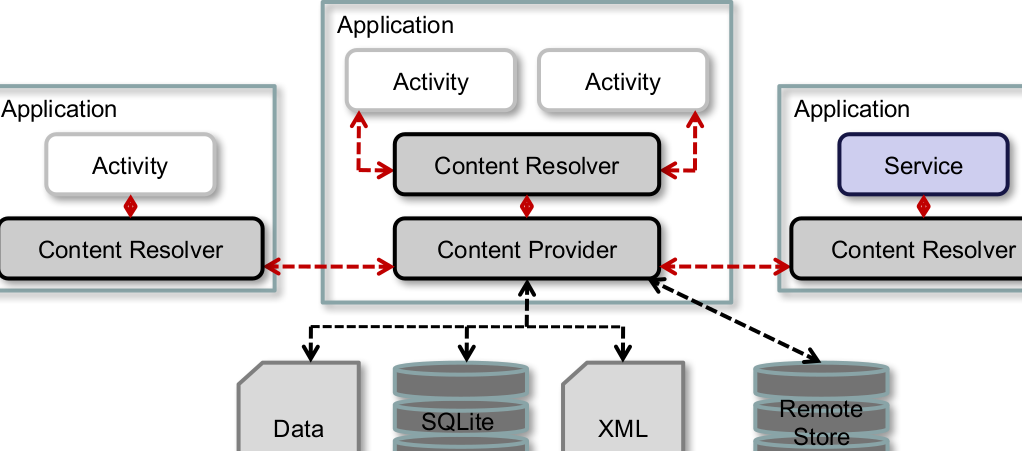 Application
Activity
Activity
Application
Application
Activity
Content Resolver
Service
Content Resolver
Content Provider
Content Resolver
Data
SQLite
XML
Remote
Store